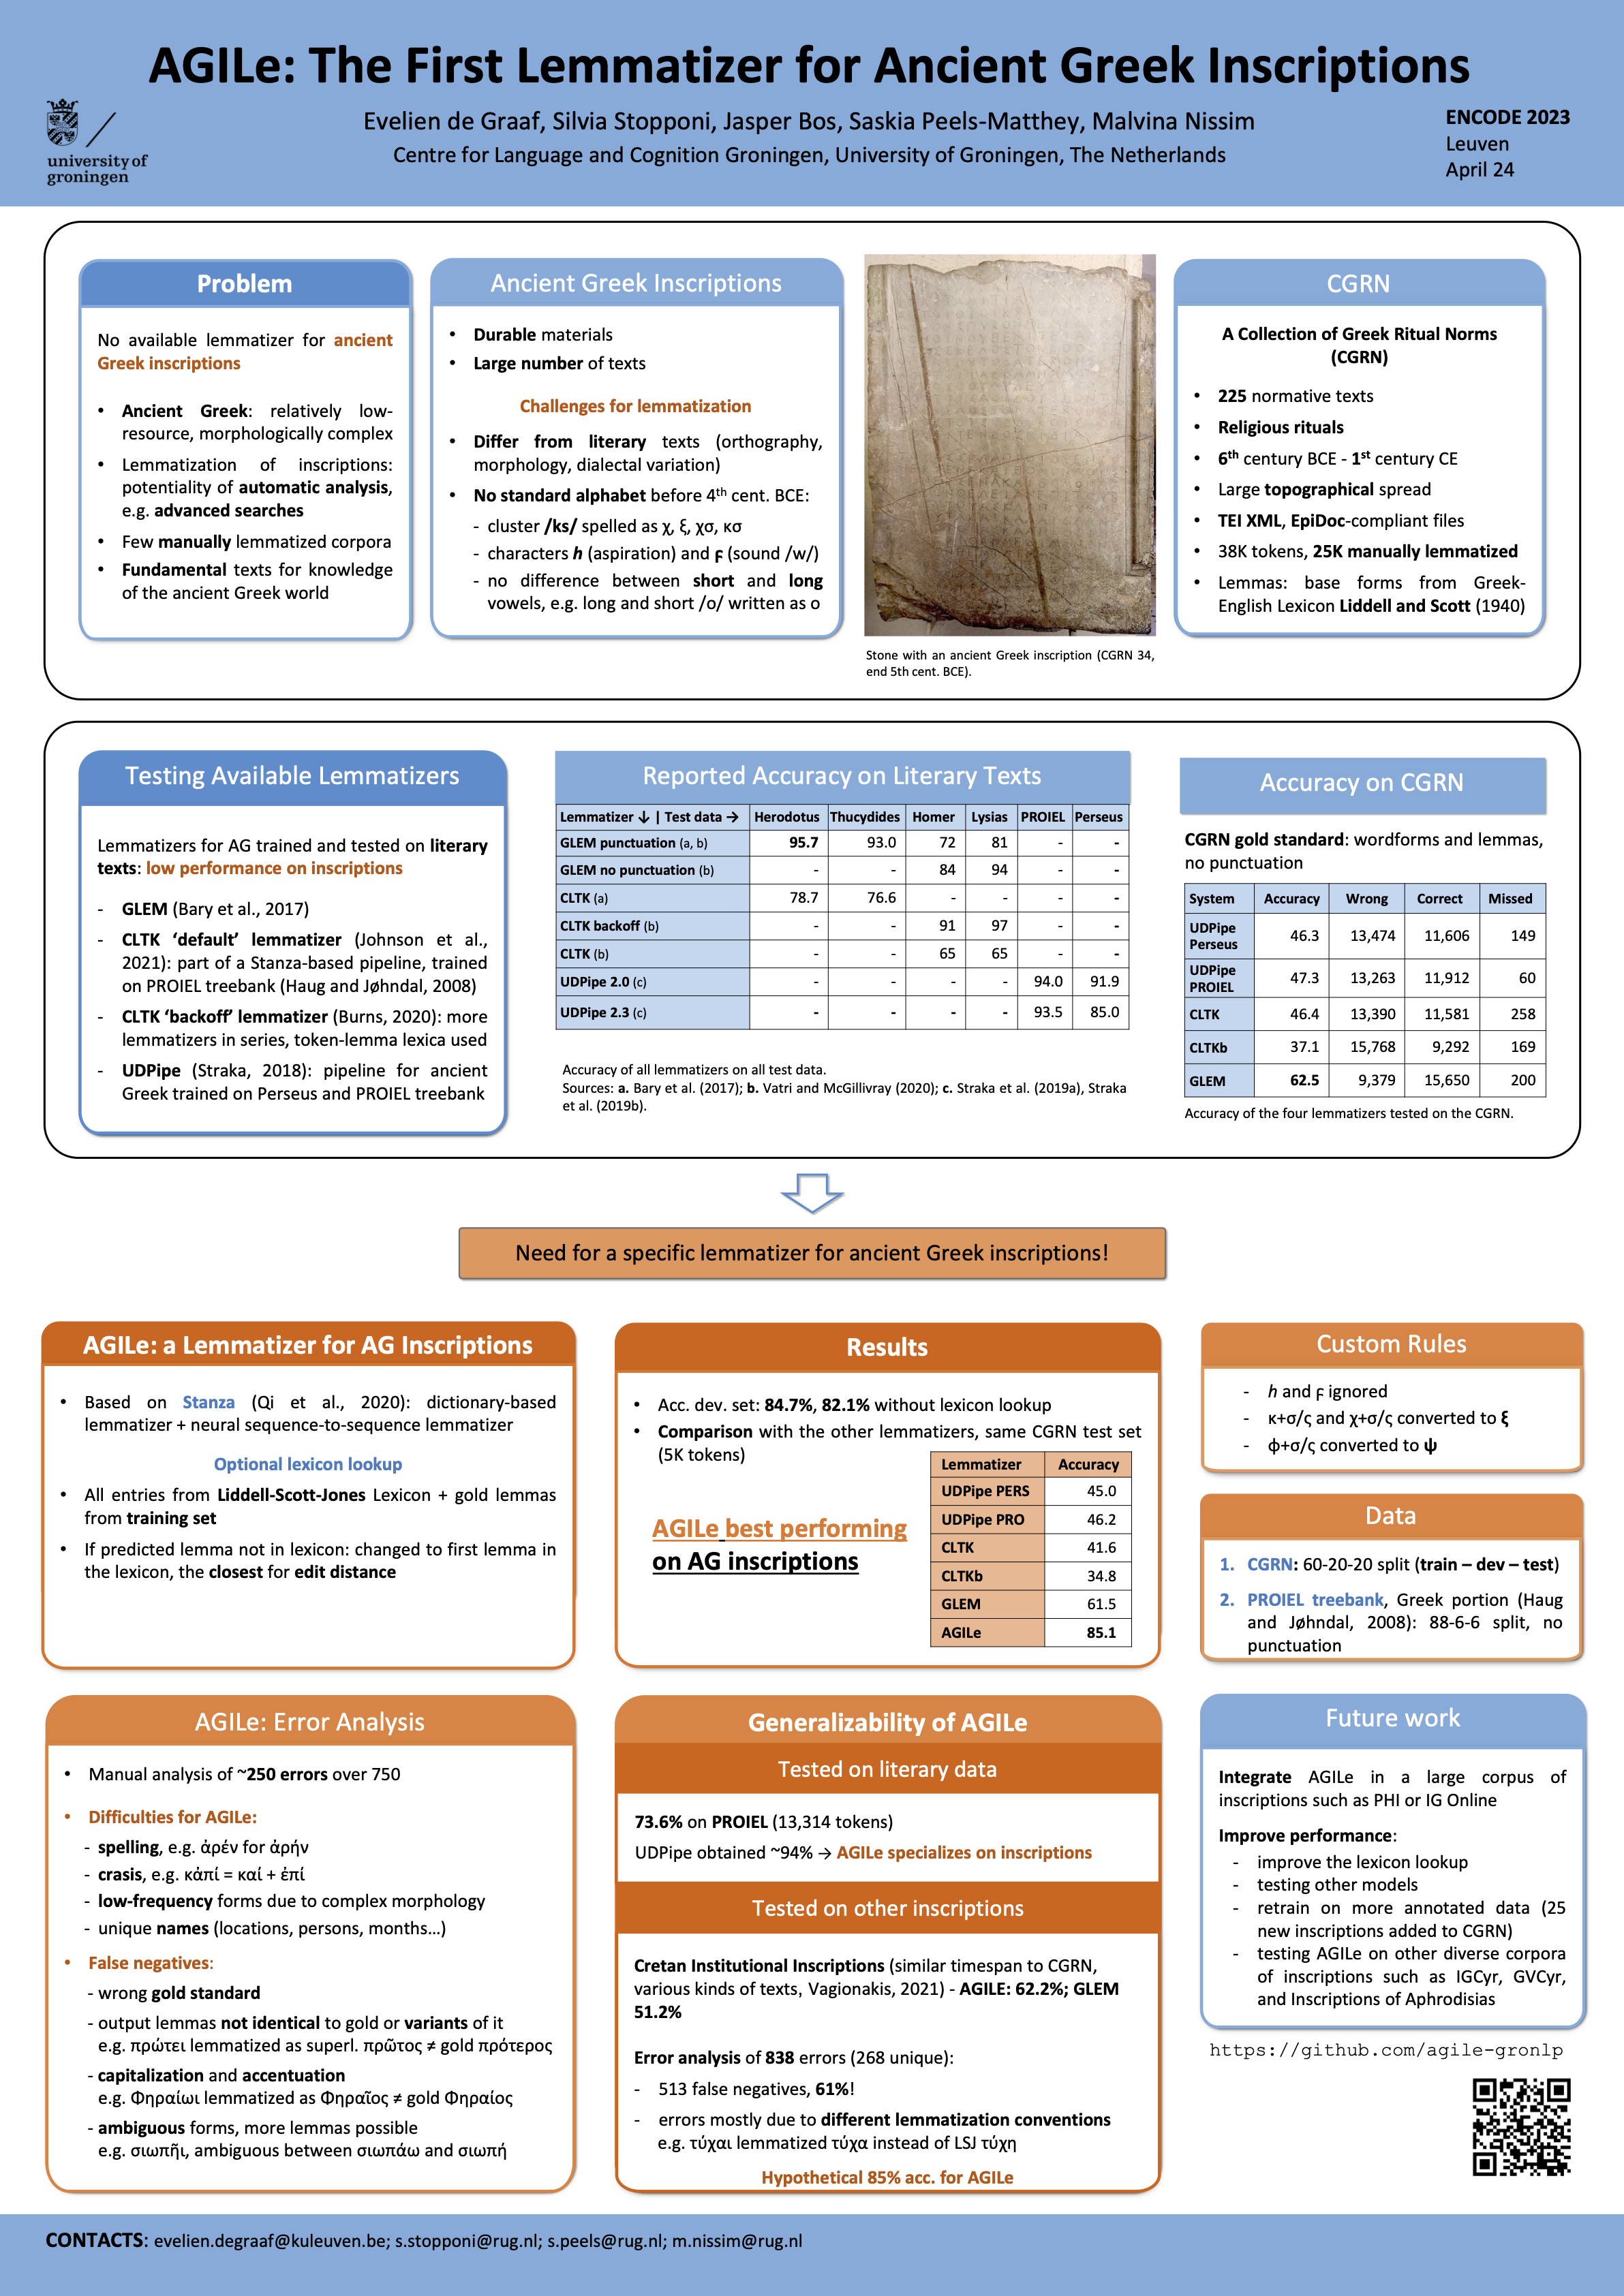 AGILe: The First Lemmatizer for Ancient Greek Inscriptions
Evelien de Graaf, Silvia Stopponi, Jasper Bos, Saskia Peels-Matthey, Malvina Nissim
Centre for Language and Cognition Groningen, University of Groningen, The Netherlands
university of
groningen
ENCODE 2023
Leuven
April 24
Problem
No available lemmatizer for ancient
Greek inscriptions
• Ancient Greek: relatively low-
resource, morphologically complex
• Lemmatization of inscriptions:
potentiality of automatic analysis,
e.g. advanced searches
• Few manually lemmatized corpora
• Fundamental texts for knowledge
of the ancient Greek world
Ancient Greek Inscriptions
• Durable materials
• Large number of texts
Challenges for lemmatization
• Differ from literary texts (orthography,
morphology, dialectal variation)
• No standard alphabet before 4th cent. BCE:
- cluster /ks/ spelled as χ, ξ, χσ, κσ
- characters h (aspiration) and ϝ (sound /w/)
- no difference between short and long
vowels, e.g. long and short /o/ written as o
Stone with an ancient Greek inscription (CGRN 34,
end 5th cent. BCE).
CGRN
A Collection of Greek Ritual Norms
(CGRN)
• 225 normative texts
• Religious rituals
• 6th century BCE - 1st century CE
• Large topographical spread
• TEI XML, EpiDoc-compliant files
• 38K tokens, 25K manually lemmatized
• Lemmas: base forms from Greek-
English Lexicon Liddell and Scott (1940)
Testing Available Lemmatizers
Lemmatizers for AG trained and tested on literary
texts: low performance on inscriptions
- GLEM (Bary et al., 2017)
- CLTK ‘default’ lemmatizer (Johnson et al.,
2021): part of a Stanza-based pipeline, trained
on PROIEL treebank (Haug and Jøhndal, 2008)
- CLTK ‘backoff’ lemmatizer (Burns, 2020): more
lemmatizers in series, token-lemma lexica used
- UDPipe (Straka, 2018): pipeline for ancient
Greek trained on Perseus and PROIEL treebank
Reported Accuracy on Literary Texts
Lemmatizer ↓ | Test data → Herodotus Thucydides Homer Lysias PROIEL Perseus
GLEM punctuation (a, b) 95.7 93.0 72 81 - -
GLEM no punctuation (b) - - 84 94 - -
CLTK (a) 78.7 76.6 - - - -
CLTK backoff (b) - - 91 97 - -
CLTK (b) - - 65 65 - -
UDPipe 2.0 (c) - - - - 94.0 91.9
UDPipe 2.3 (c) - - - - 93.5 85.0
Accuracy of all lemmatizers on all test data.
Sources: a. Bary et al. (2017); b. Vatri and McGillivray (2020); c. Straka et al. (2019a), Straka
et al. (2019b).
Accuracy on CGRN
CGRN gold standard: wordforms and lemmas,
no punctuation
System Accuracy Wrong Correct Missed
UDPipe
Perseus 46.3 13,474 11,606 149
UDPipe
PROIEL 47.3 13,263 11,912 60
CLTK 46.4 13,390 11,581 258
CLTKb 37.1 15,768 9,292 169
GLEM 62.5 9,379 15,650 200
Accuracy of the four lemmatizers tested on the CGRN.
Need for a specific lemmatizer for ancient Greek inscriptions!
AGILe: a Lemmatizer for AG Inscriptions
• Based on Stanza (Qi et al., 2020): dictionary-based
lemmatizer + neural sequence-to-sequence lemmatizer
Optional lexicon lookup
• All entries from Liddell-Scott-Jones Lexicon + gold lemmas
from training set
• If predicted lemma not in lexicon: changed to first lemma in
the lexicon, the closest for edit distance
Results
• Acc. dev. set: 84.7%, 82.1% without lexicon lookup
• Comparison with the other lemmatizers, same CGRN test set
(5K tokens)
AGILe best performing
on AG inscriptions
Lemmatizer Accuracy
UDPipe PERS 45.0
UDPipe PRO 46.2
CLTK 41.6
CLTKb 34.8
GLEM 61.5
AGILe 85.1
Custom Rules
- h and ϝ ignored
- κ+σ/ς and χ+σ/ς converted to ξ
- φ+σ/ς converted to ψ
Data
1. CGRN: 60-20-20 split (train – dev – test)
2. PROIEL treebank, Greek portion (Haug
and Jøhndal, 2008): 88-6-6 split, no
punctuation
AGILe: Error Analysis
• Manual analysis of ~250 errors over 750
• Difficulties for AGILe:
- spelling, e.g. ἀρέν for ἀρήν
- crasis, e.g. κἀπί = καί + ἐπί
- low-frequency forms due to complex morphology
- unique names (locations, persons, months…)
• False negatives:
- wrong gold standard
- output lemmas not identical to gold or variants of it
e.g. πρώτει lemmatized as superl. πρῶτος ≠ gold πρότερος
- capitalization and accentuation
e.g. Φηραίωι lemmatized as Φηραῖος ≠ gold Φηραίος
- ambiguous forms, more lemmas possible
e.g. σιωπῆι, ambiguous between σιωπάω and σιωπή
Generalizability of AGILe
Tested on literary data
73.6% on PROIEL (13,314 tokens)
UDPipe obtained ~94% → AGILe specializes on inscriptions
Tested on other inscriptions
Cretan Institutional Inscriptions (similar timespan to CGRN,
various kinds of texts, Vagionakis, 2021) - AGILE: 62.2%; GLEM
51.2%
Error analysis of 838 errors (268 unique):
- 513 false negatives, 61%!
- errors mostly due to different lemmatization conventions
e.g. τύχαι lemmatized τύχα instead of LSJ τύχη
Hypothetical 85% acc. for AGILe
Future work
Integrate AGILe in a large corpus of
inscriptions such as PHI or IG Online
Improve performance:
- improve the lexicon lookup
- testing other models
- retrain on more annotated data (25
new inscriptions added to CGRN)
- testing AGILe on other diverse corpora
of inscriptions such as IGCyr, GVCyr,
and Inscriptions of Aphrodisias
https://github.com/agile-gronlp
CONTACTS: evelien.degraaf@kuleuven.be; s.stopponi@rug.nl; s.peels@rug.nl; m.nissim@rug.nl